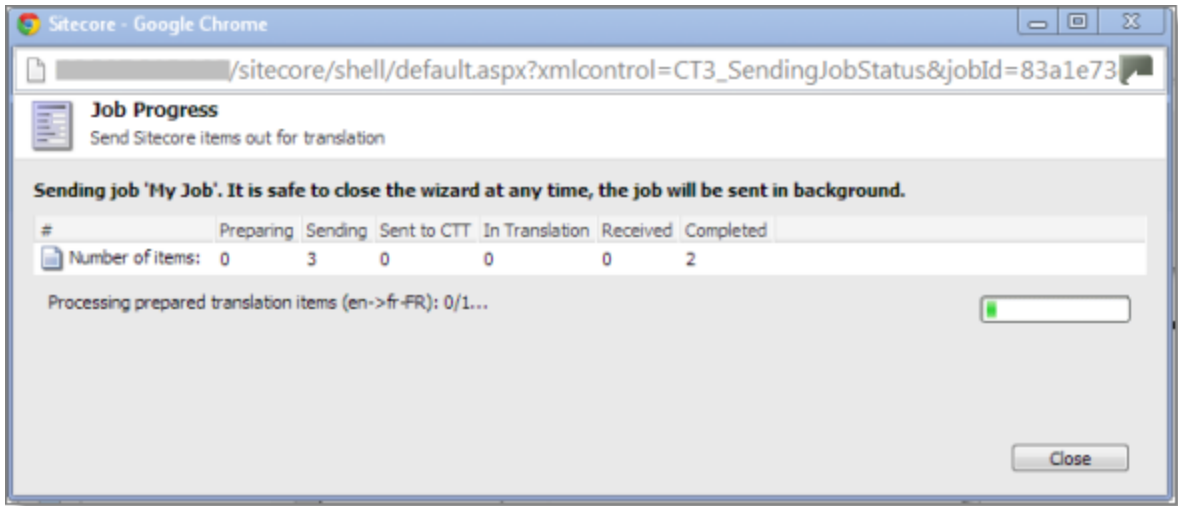 Sitecore - Google Chrome
/sitecore/shell/default.aspx?xmlcontrol=CT3_SendingJobStatus&jobId=83a1e73
Job Progress
Send Sitecore items out for translation
Sending job 'My Job'. It is safe to close the wizard at any time, the job will be sent in background.
# Preparing Sending Sent to CTT In Translation Received Completed
Number of items: 0 3 0 0 0 2
Processing prepared translation items (en->fr-FR): 0/1...
Close